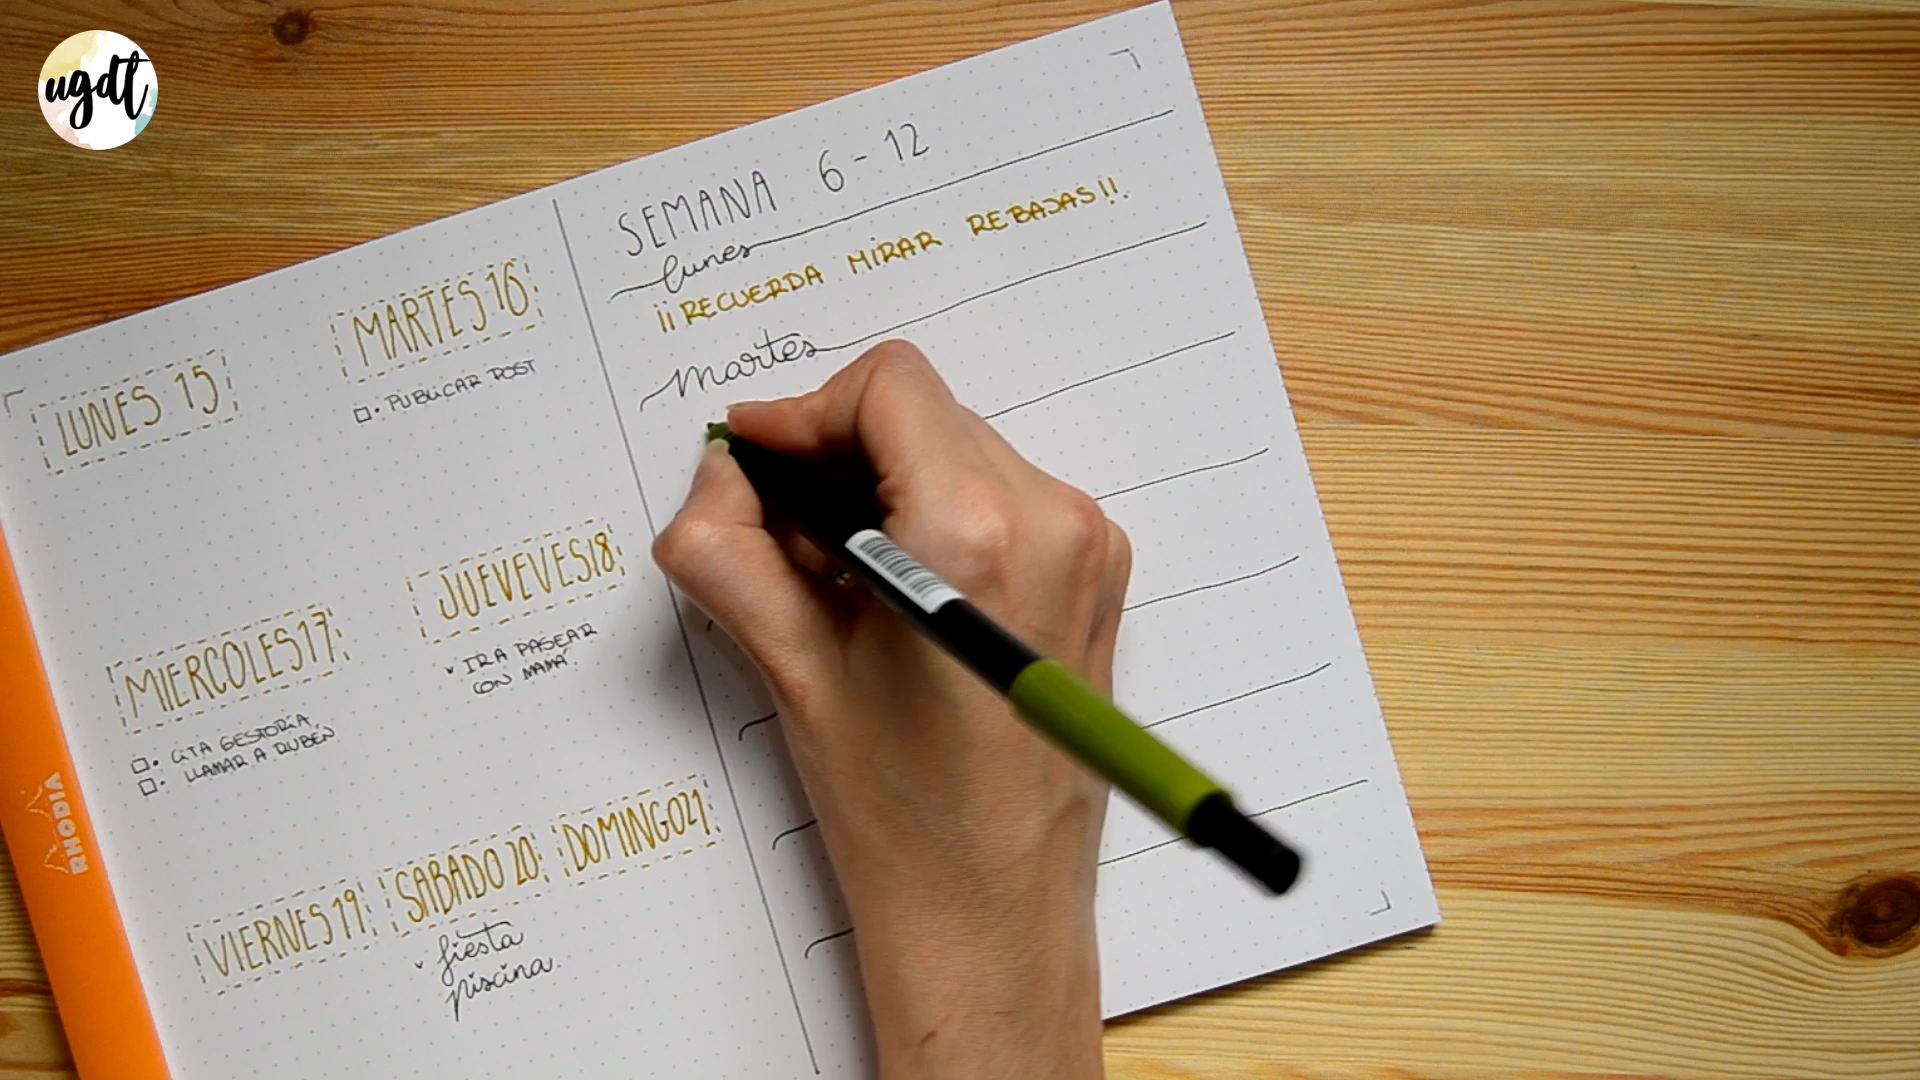 ugdt
LUNES 15
MARTES 16
□· PUBLICAR POST
MIERCOLES 17
□· CITA GESTORÍA
□· LLAMAR A RUBÉN
JUEVEVES 18
IR A PASEAR
CON MAMÁ
VIERNES 19
SABADO 20
fiesta
piscina.
DOMINGO 21
RHODIA
SEMANA 6-12
lunes
¡¡RECUERDA MIRAR REBAJAS!!.
martes